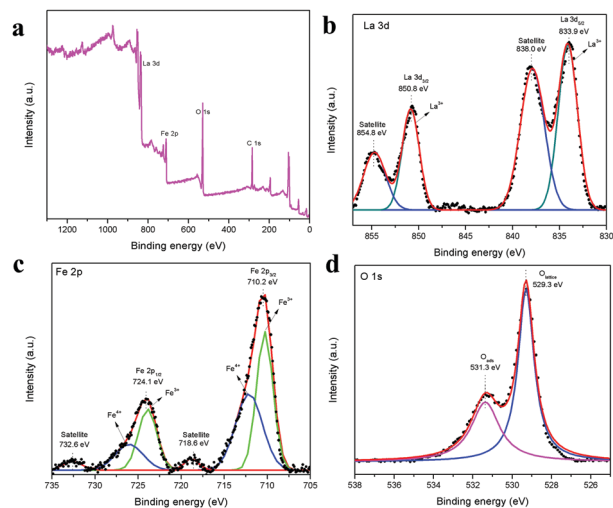 a
La 3d
Fe 2p
O 1s
C 1s
Intensity (a.u.)
1200 1000 800 600 400 200 0
Binding energy (eV)
b
La 3d
La 3d5/2
833.9 eV
Satellite
838.0 eV
La³⁺
La 3d3/2
850.8 eV
La³⁺
Satellite
854.8 eV
Intensity (a.u.)
855 850 845 840 835 830
Binding energy (eV)
c
Fe 2p
Fe 2p3/2
710.2 eV
Fe³⁺
Fe⁴⁺
Fe 2p1/2
724.1 eV
Fe³⁺
Fe⁴⁺
Satellite
732.6 eV
Satellite
718.6 eV
Intensity (a.u.)
735 730 725 720 715 710 705
Binding energy (eV)
d
O 1s
Olattice
529.3 eV
Oads
531.3 eV
Intensity (a.u.)
538 536 534 532 530 528 526 524
Binding energy (eV)